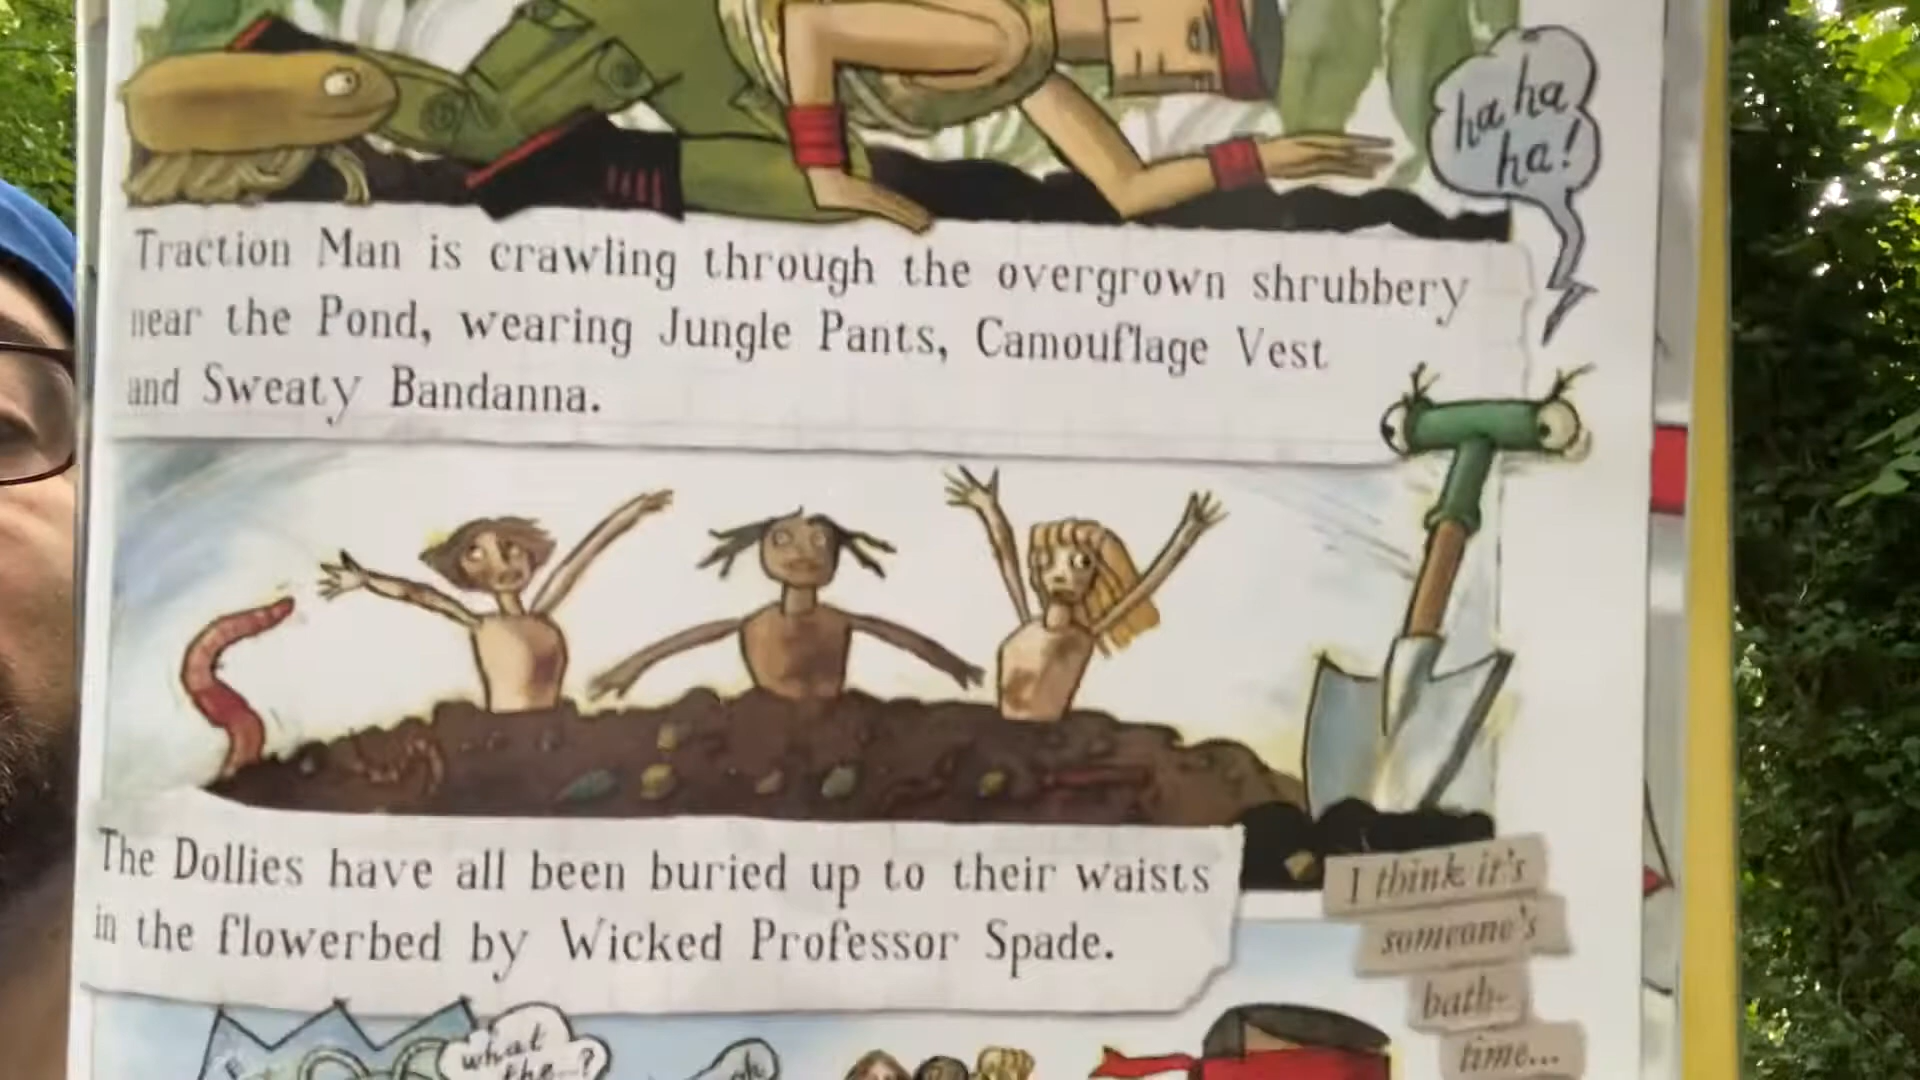 ha ha
ha!
Traction Man is crawling through the overgrown shrubbery
near the Pond, wearing Jungle Pants, Camouflage Vest
and Sweaty Bandanna.
The Dollies have all been buried up to their waists
in the flowerbed by Wicked Professor Spade.
I think it's
someone's
bath-
time...
what
the...?